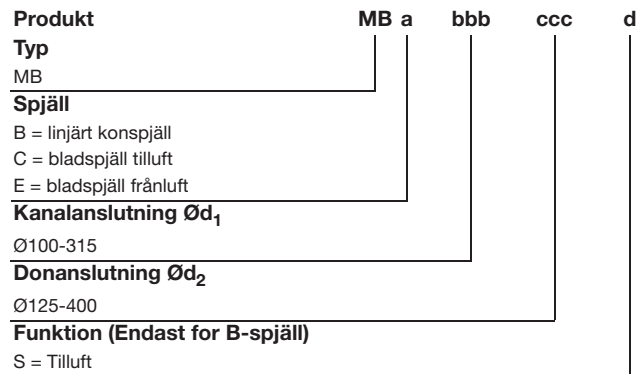 Produkt MB a bbb ccc d
Typ
MB
Spjäll
B = linjärt konspjäll
C = bladspjäll tilluft
E = bladspjäll frånluft
Kanalanslutning Ød₁
Ø100-315
Donanslutning Ød₂
Ø125-400
Funktion (Endast for B-spjäll)
S = Tilluft